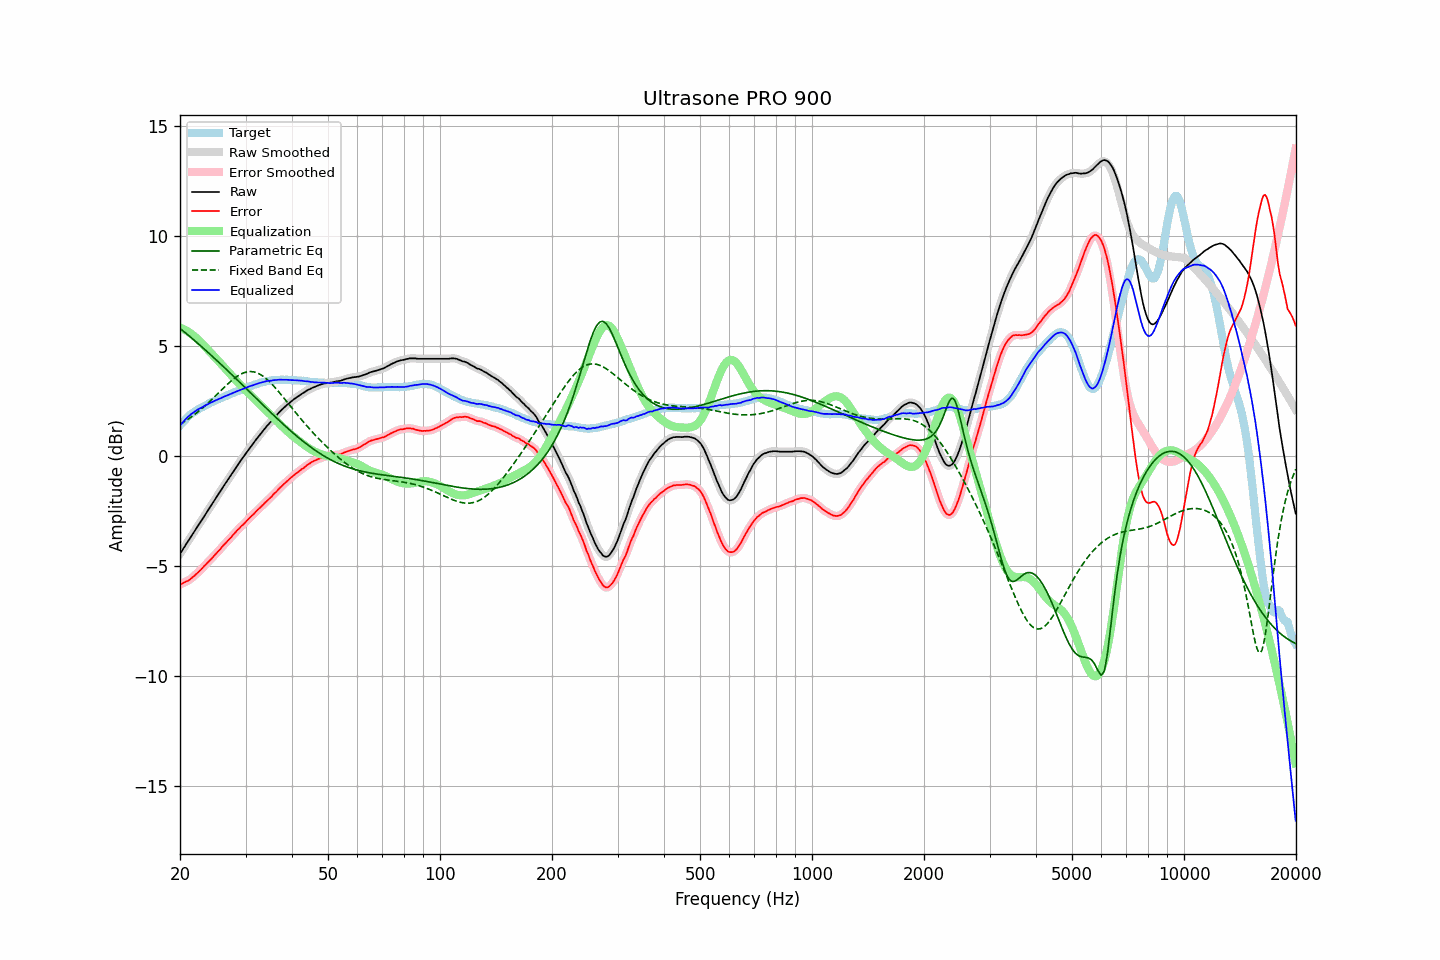 Ultrasone PRO 900
Target
Raw Smoothed
Error Smoothed
Raw
Error
Equalization
Parametric Eq
Fixed Band Eq
Equalized
15
10
5
0
−5
−10
−15
Amplitude (dBr)
20 50 100 200 500 1000 2000 5000 10000 20000
Frequency (Hz)